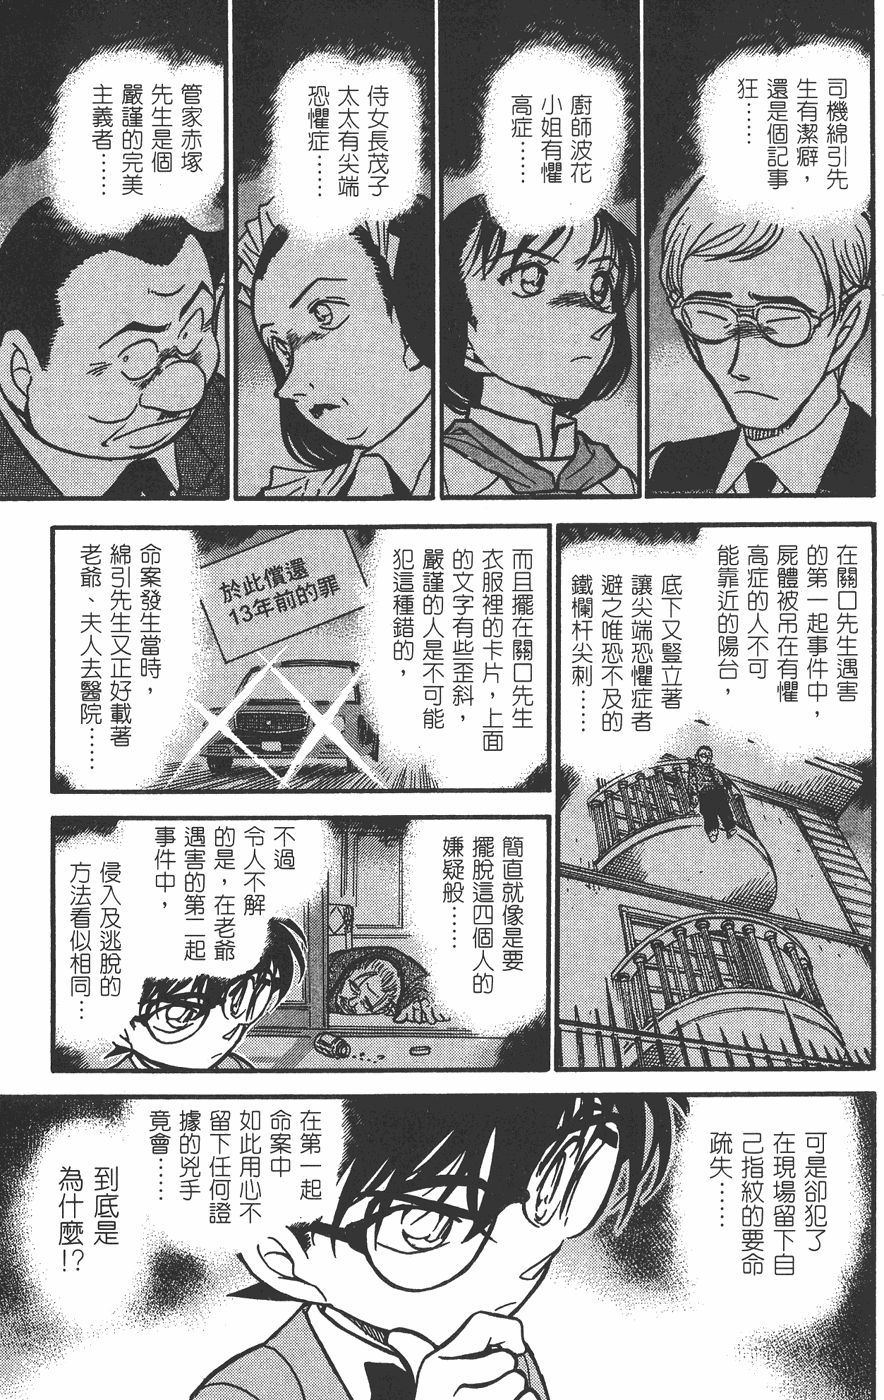 司機綿引先
生有潔癖，
還是個記事
狂……
廚師波花
小姐有懼
高症……
侍女長茂子
太太有尖端
恐懼症……
管家赤塚
先生是個
嚴謹的完美
主義者……
在關口先生遇害
的第一起事件中，
屍體被吊在有懼
高症的人不可
能靠近的陽台，
底下又豎立著
讓尖端恐懼症者
避之唯恐不及的
鐵欄杆尖刺……
而且擺在關口先生
衣服裡的卡片，上面
的文字有些歪斜，
嚴謹的人是不可能
犯這種錯的，
於此償還
13年前的罪
命案發生當時，
綿引先生又正好載著
老爺、夫人去醫院……
簡直就像是要
擺脫這四個人的
嫌疑般……
不過
令人不解
的是，在老爺
遇害的第二起
事件中，
侵入及逃脫的
方法看似相同…
可是卻犯了
在現場留下自
己指紋的要命
疏失……
在第一起
命案中
如此用心不
留下任何證
據的兇手
竟會……
到底是
為什麼!?